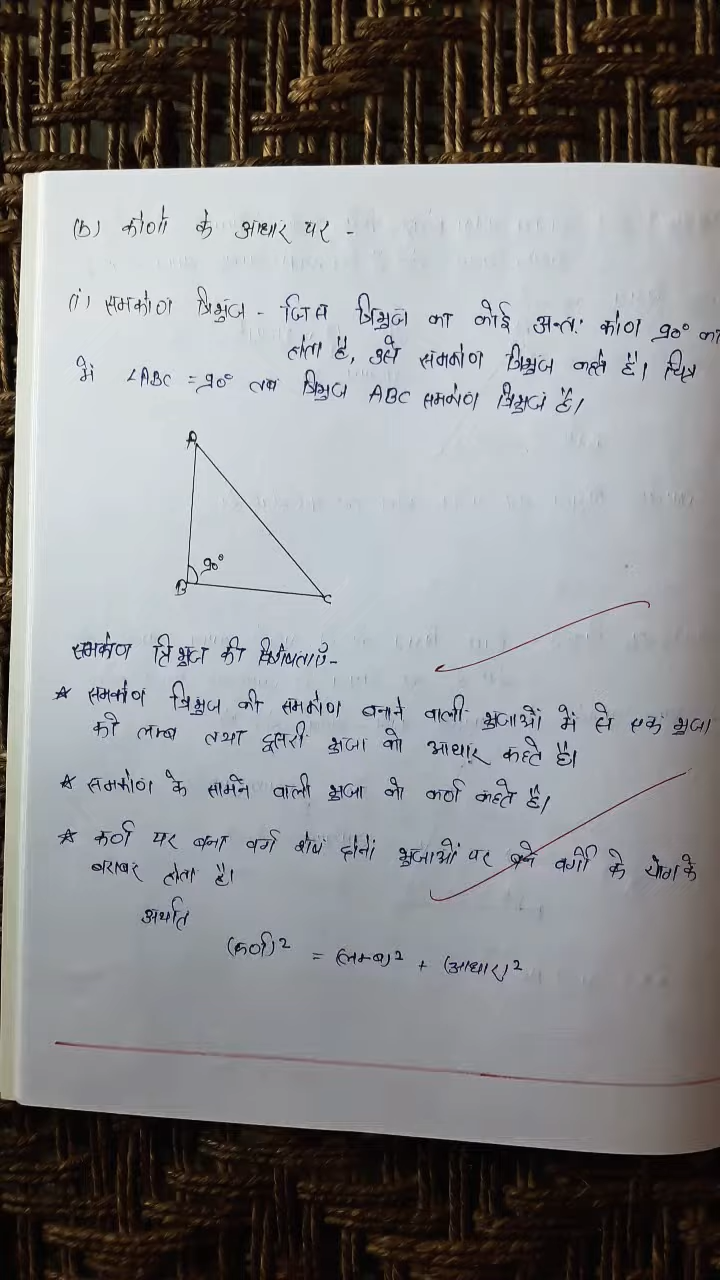 (b) कोणों के आधार पर -
(i) समकोण त्रिभुज - जिस त्रिभुज का कोई अन्तः कोण 90° का
होता है, उसे समकोण त्रिभुज कहते हैं। चित्र
में ∠ABC = 90° तब त्रिभुज ABC समकोण त्रिभुज है।
A
90°
B
C
समकोण त्रिभुज की विशेषताएँ-
☆ समकोण त्रिभुज की समकोण बनाने वाली भुजाओं में से एक भुजा
को लम्ब तथा दूसरी भुजा को आधार कहते हैं।
☆ समकोण के सामने वाली भुजा को कर्ण कहते हैं।
☆ कर्ण पर बना वर्ग शेष दोनों भुजाओं पर बने वर्गों के योग के
बराबर होता है।
अर्थात
(कर्ण)² = (लम्ब)² + (आधार)²